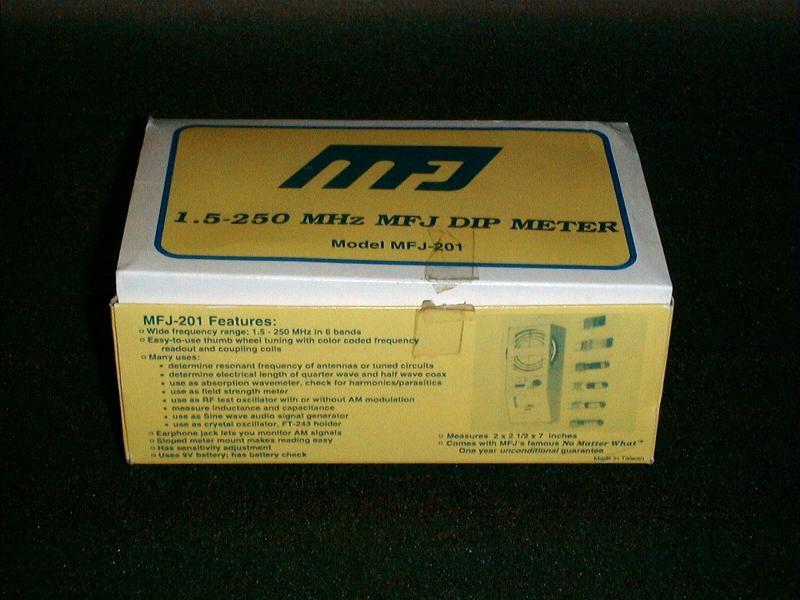 MFJ
1.5-250 MHz MFJ DIP METER
Model MFJ-201
MFJ-201 Features:
Wide frequency range: 1.5 - 250 MHz in 6 bands
Easy-to-use thumb wheel tuning with color coded frequency
readout and coupling coils
Many uses:
• determine resonant frequency of antennas or tuned circuits
• determine electrical length of quarter wave and half wave coax
• use as absorption wavemeter, check for harmonics/parasitics
• use as field strength meter
• use as RF test oscillator with or without AM modulation
• measure inductance and capacitance
• use as Sine wave audio signal generator
• use as crystal oscillator, FT-243 holder
Earphone jack lets you monitor AM signals
Sloped meter mount makes reading easy
Has sensitivity adjustment
Uses 9V battery; has battery check
Measures 2 x 2 1/2 x 7 inches
Comes with MFJ's famous No Matter What™
One year unconditional guarantee
Made in Taiwan